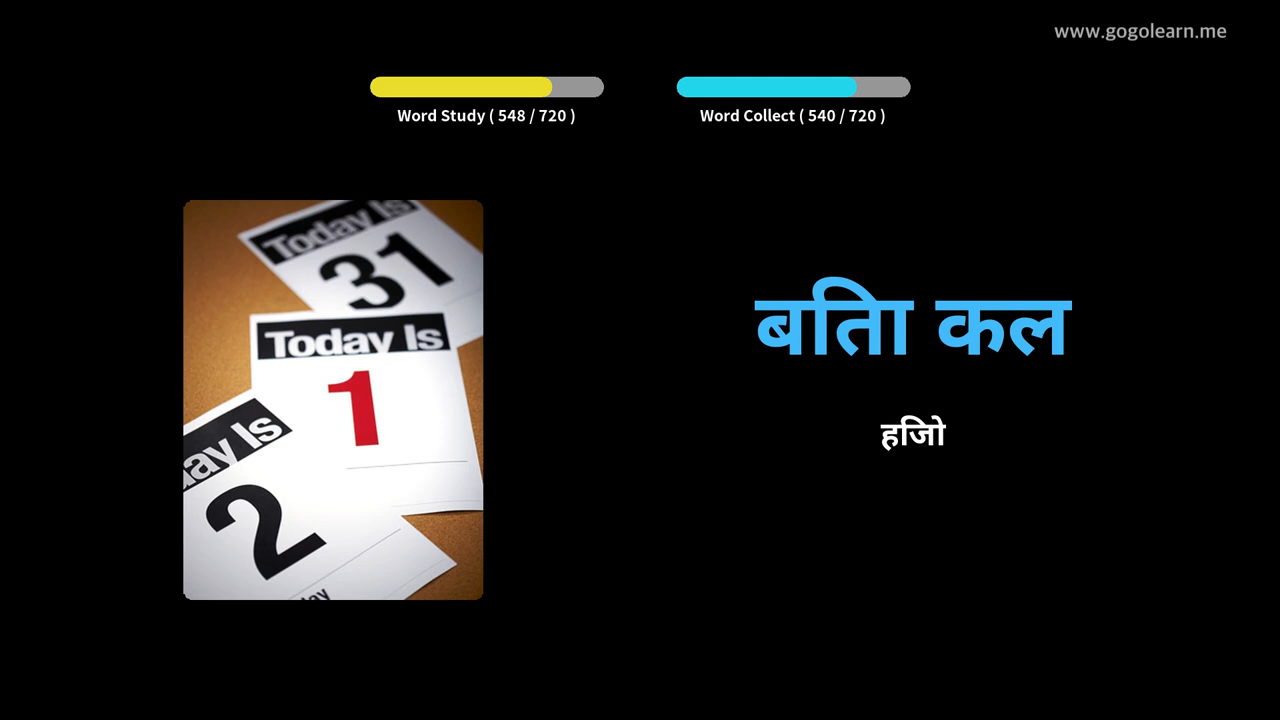 www.gogolearn.me
Word Study ( 548 / 720 )
Word Collect ( 540 / 720 )
Today Is
31
Today Is
1
ay Is
2
day
बिता कल
हिजो